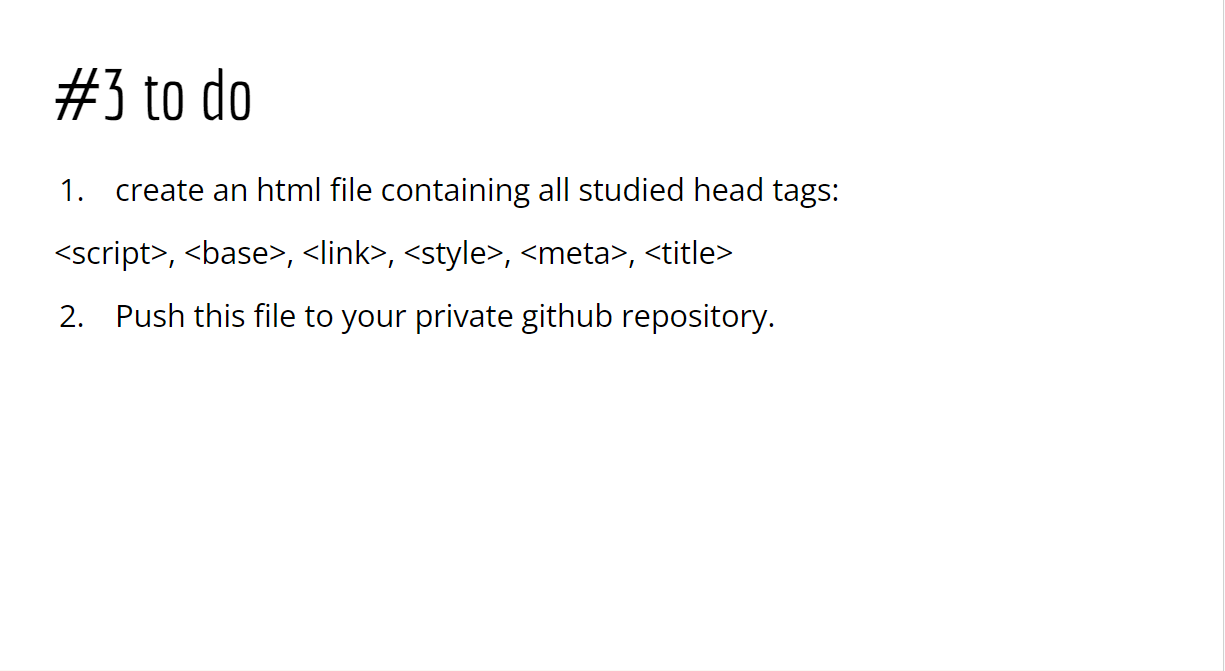 #3 to do
1. create an html file containing all studied head tags:
<script>, <base>, <link>, <style>, <meta>, <title>
2. Push this file to your private github repository.